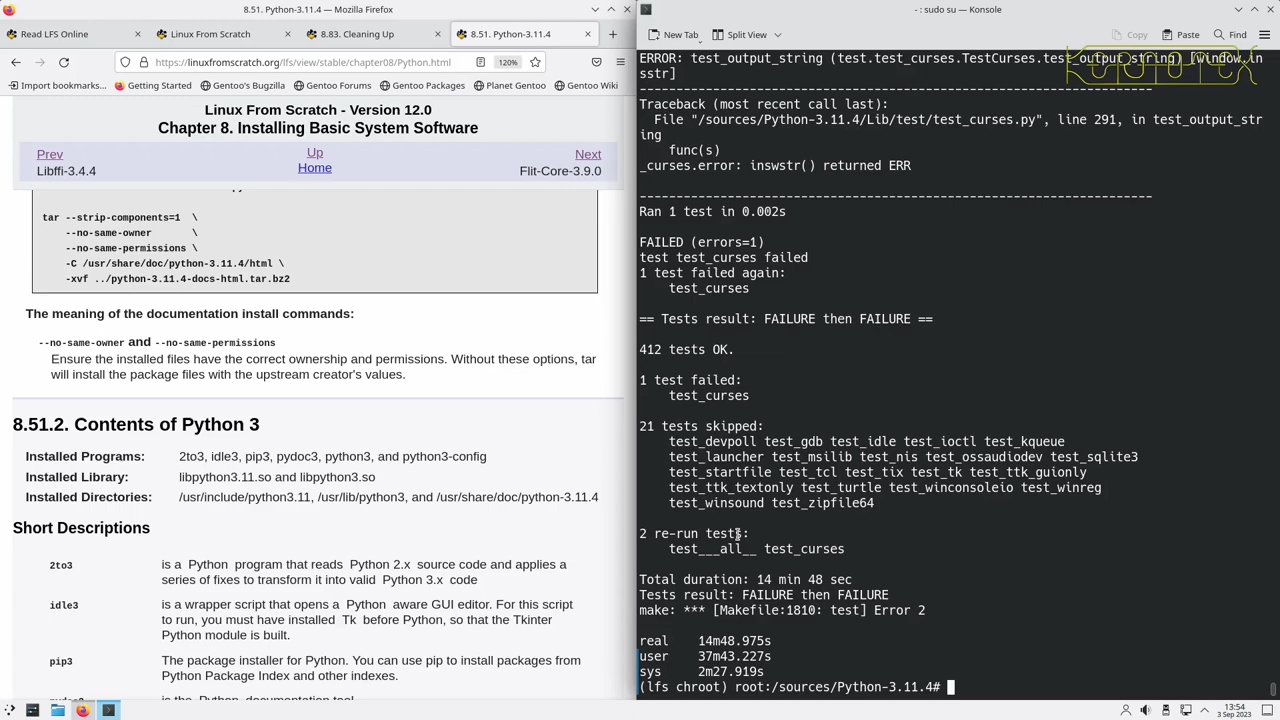 8.51. Python-3.11.4 — Mozilla Firefox
Read LFS Online
Linux From Scratch
8.83. Cleaning Up
8.51. Python-3.11.4
https://linuxfromscratch.org/lfs/view/stable/chapter08/Python.html
120%
Import bookmarks...
Getting Started
Gentoo's Bugzilla
Gentoo Forums
Gentoo Packages
Planet Gentoo
Gentoo Wiki
Linux From Scratch - Version 12.0
Chapter 8. Installing Basic System Software
Prev
Up
Next
Libffi-3.4.4
Home
Flit-Core-3.9.0
tar --strip-components=1 \
--no-same-owner \
--no-same-permissions \
-C /usr/share/doc/python-3.11.4/html \
-xvf ../python-3.11.4-docs-html.tar.bz2
The meaning of the documentation install commands:
--no-same-owner and --no-same-permissions
Ensure the installed files have the correct ownership and permissions. Without these options, tar
will install the package files with the upstream creator's values.
8.51.2. Contents of Python 3
Installed Programs: 2to3, idle3, pip3, pydoc3, python3, and python3-config
Installed Library: libpython3.11.so and libpython3.so
Installed Directories: /usr/include/python3.11, /usr/lib/python3, and /usr/share/doc/python-3.11.4
Short Descriptions
2to3 is a Python program that reads Python 2.x source code and applies a
series of fixes to transform it into valid Python 3.x code
idle3 is a wrapper script that opens a Python aware GUI editor. For this script
to run, you must have installed Tk before Python, so that the Tkinter
Python module is built.
pip3 The package installer for Python. You can use pip to install packages from
Python Package Index and other indexes.
- : sudo su — Konsole
New Tab
Split View
Copy
Paste
Find
ERROR: test_output_string (test.test_curses.TestCurses.test_output_string) [Window.in
sstr]
----------------------------------------------------------------------
Traceback (most recent call last):
File "/sources/Python-3.11.4/Lib/test/test_curses.py", line 291, in test_output_str
ing
func(s)
_curses.error: inswstr() returned ERR
----------------------------------------------------------------------
Ran 1 test in 0.002s
FAILED (errors=1)
test test_curses failed
1 test failed again:
test_curses
== Tests result: FAILURE then FAILURE ==
412 tests OK.
1 test failed:
test_curses
21 tests skipped:
test_devpoll test_gdb test_idle test_ioctl test_kqueue
test_launcher test_msilib test_nis test_ossaudiodev test_sqlite3
test_startfile test_tcl test_tix test_tk test_ttk_guionly
test_ttk_textonly test_turtle test_winconsoleio test_winreg
test_winsound test_zipfile64
2 re-run tests:
test___all__ test_curses
Total duration: 14 min 48 sec
Tests result: FAILURE then FAILURE
make: *** [Makefile:1810: test] Error 2
real 14m48.975s
user 37m43.227s
sys 2m27.919s
(lfs chroot) root:/sources/Python-3.11.4#
13:54
3 Sep 2023